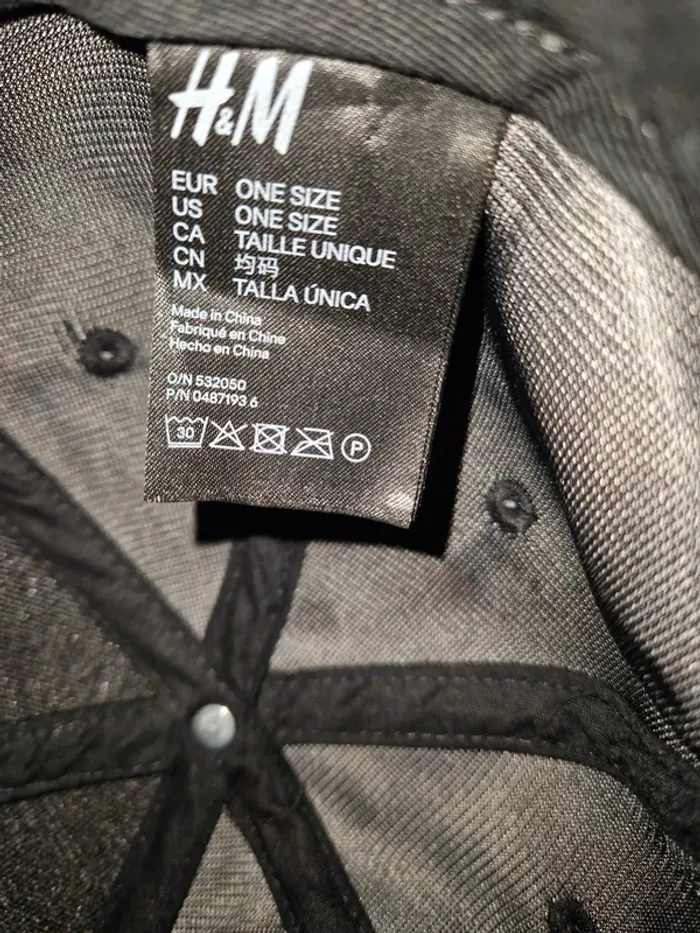 H&M
EUR ONE SIZE
US ONE SIZE
CA TAILLE UNIQUE
CN 均码
MX TALLA ÚNICA
Made in China
Fabriqué en Chine
Hecho en China
O/N 532050
P/N 0487193 6
30
P